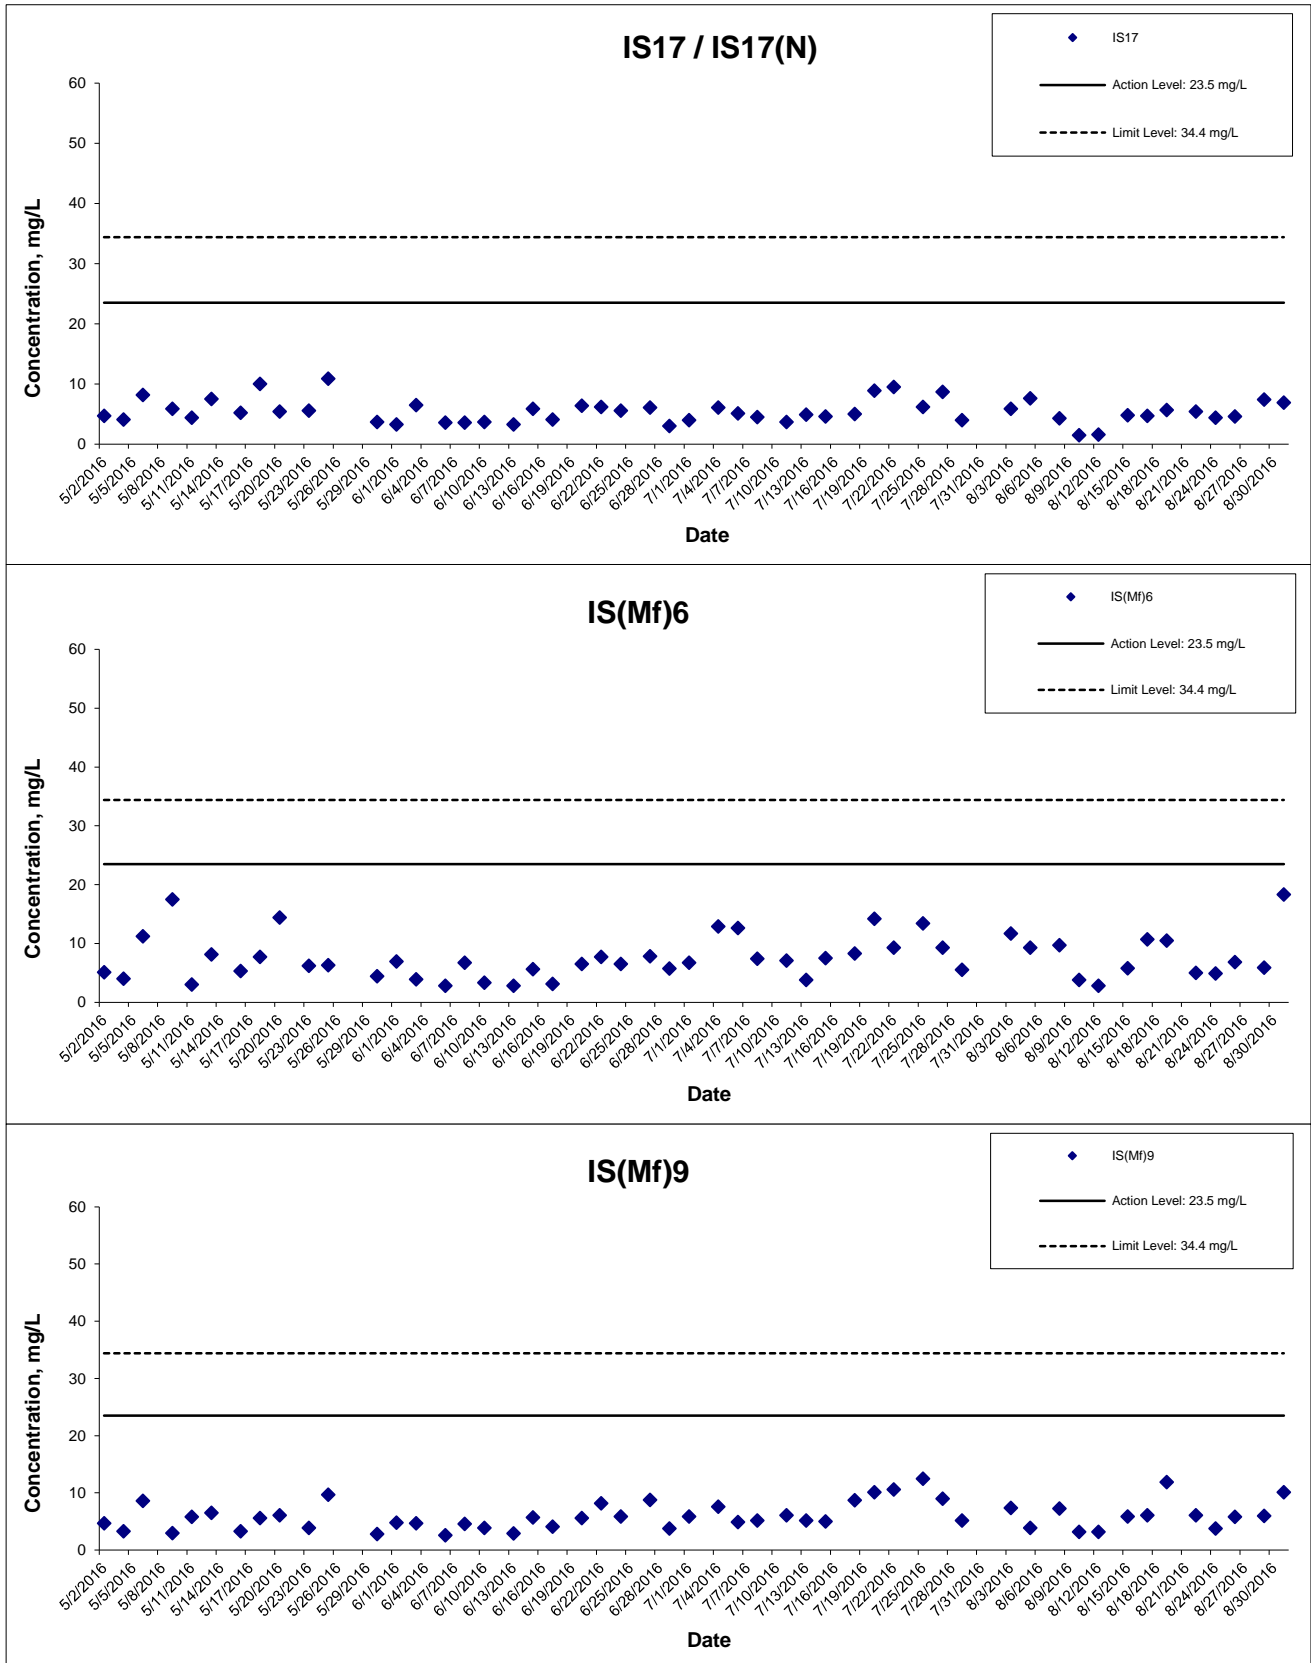 IS17 / IS17(N)
IS17
Action Level: 23.5 mg/L
Limit Level: 34.4 mg/L
Concentration, mg/L
60
50
40
30
20
10
0
5/2/2016 5/5/2016 5/8/2016 5/11/2016 5/14/2016 5/17/2016 5/20/2016 5/23/2016 5/26/2016 5/29/2016 6/1/2016 6/4/2016 6/7/2016 6/10/2016 6/13/2016 6/16/2016 6/19/2016 6/22/2016 6/25/2016 6/28/2016 7/1/2016 7/4/2016 7/7/2016 7/10/2016 7/13/2016 7/16/2016 7/19/2016 7/22/2016 7/25/2016 7/28/2016 7/31/2016 8/3/2016 8/6/2016 8/9/2016 8/12/2016 8/15/2016 8/18/2016 8/21/2016 8/24/2016 8/27/2016 8/30/2016
Date
IS(Mf)6
IS(Mf)6
Action Level: 23.5 mg/L
Limit Level: 34.4 mg/L
Concentration, mg/L
60
50
40
30
20
10
0
5/2/2016 5/5/2016 5/8/2016 5/11/2016 5/14/2016 5/17/2016 5/20/2016 5/23/2016 5/26/2016 5/29/2016 6/1/2016 6/4/2016 6/7/2016 6/10/2016 6/13/2016 6/16/2016 6/19/2016 6/22/2016 6/25/2016 6/28/2016 7/1/2016 7/4/2016 7/7/2016 7/10/2016 7/13/2016 7/16/2016 7/19/2016 7/22/2016 7/25/2016 7/28/2016 7/31/2016 8/3/2016 8/6/2016 8/9/2016 8/12/2016 8/15/2016 8/18/2016 8/21/2016 8/24/2016 8/27/2016 8/30/2016
Date
IS(Mf)9
IS(Mf)9
Action Level: 23.5 mg/L
Limit Level: 34.4 mg/L
Concentration, mg/L
60
50
40
30
20
10
0
5/2/2016 5/5/2016 5/8/2016 5/11/2016 5/14/2016 5/17/2016 5/20/2016 5/23/2016 5/26/2016 5/29/2016 6/1/2016 6/4/2016 6/7/2016 6/10/2016 6/13/2016 6/16/2016 6/19/2016 6/22/2016 6/25/2016 6/28/2016 7/1/2016 7/4/2016 7/7/2016 7/10/2016 7/13/2016 7/16/2016 7/19/2016 7/22/2016 7/25/2016 7/28/2016 7/31/2016 8/3/2016 8/6/2016 8/9/2016 8/12/2016 8/15/2016 8/18/2016 8/21/2016 8/24/2016 8/27/2016 8/30/2016
Date